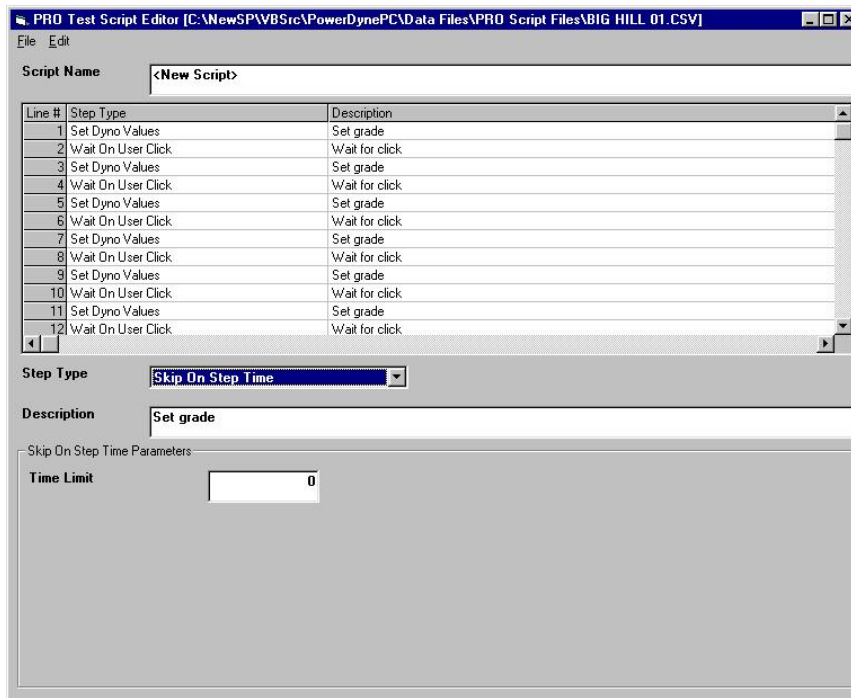 PRO Test Script Editor [C:\NewSP\VBSrc\PowerDynePC\Data Files\PRO Script Files\BIG HILL 01.CSV]
File Edit
Script Name <New Script>
Line # Step Type Description
1 Set Dyno Values Set grade
2 Wait On User Click Wait for click
3 Set Dyno Values Set grade
4 Wait On User Click Wait for click
5 Set Dyno Values Set grade
6 Wait On User Click Wait for click
7 Set Dyno Values Set grade
8 Wait On User Click Wait for click
9 Set Dyno Values Set grade
10 Wait On User Click Wait for click
11 Set Dyno Values Set grade
12 Wait On User Click Wait for click
Step Type Skip On Step Time
Description Set grade
Skip On Step Time Parameters
Time Limit 0